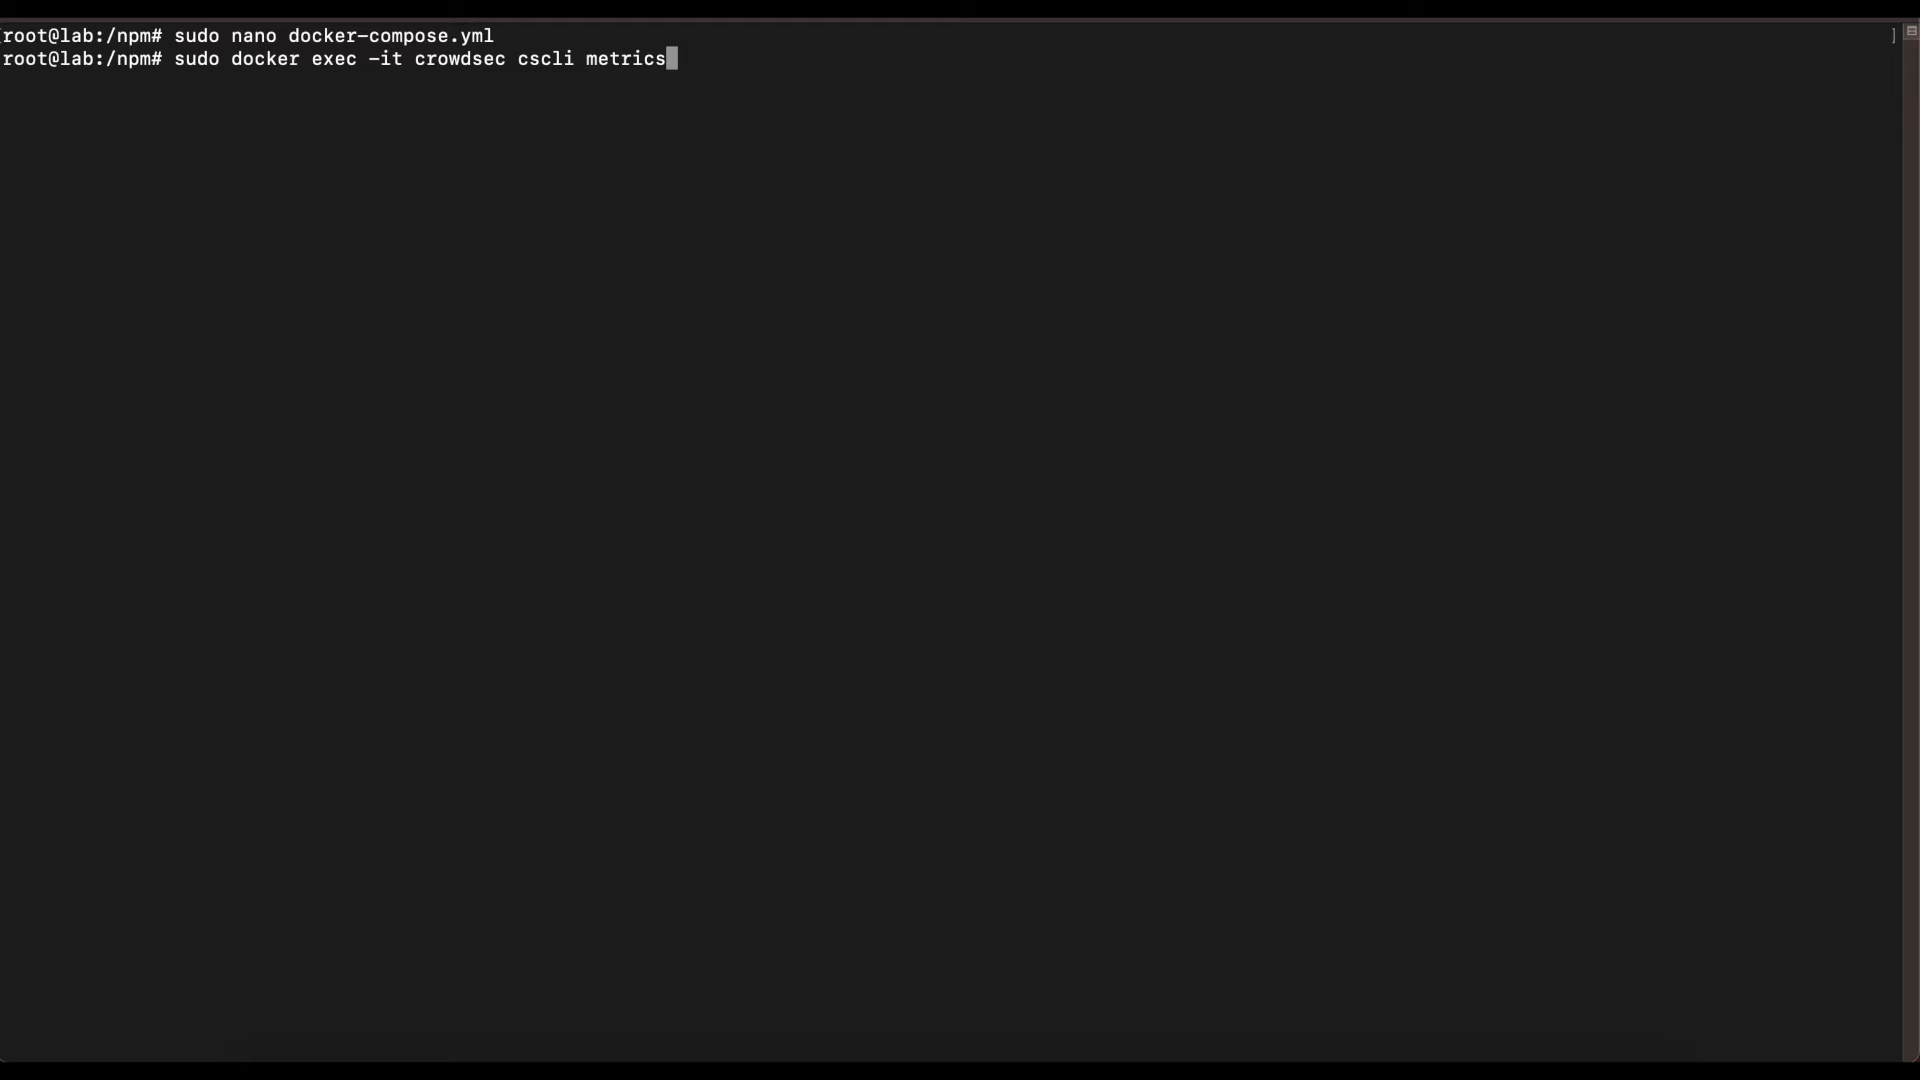 root@lab:/npm# sudo nano docker-compose.yml
root@lab:/npm# sudo docker exec -it crowdsec cscli metrics